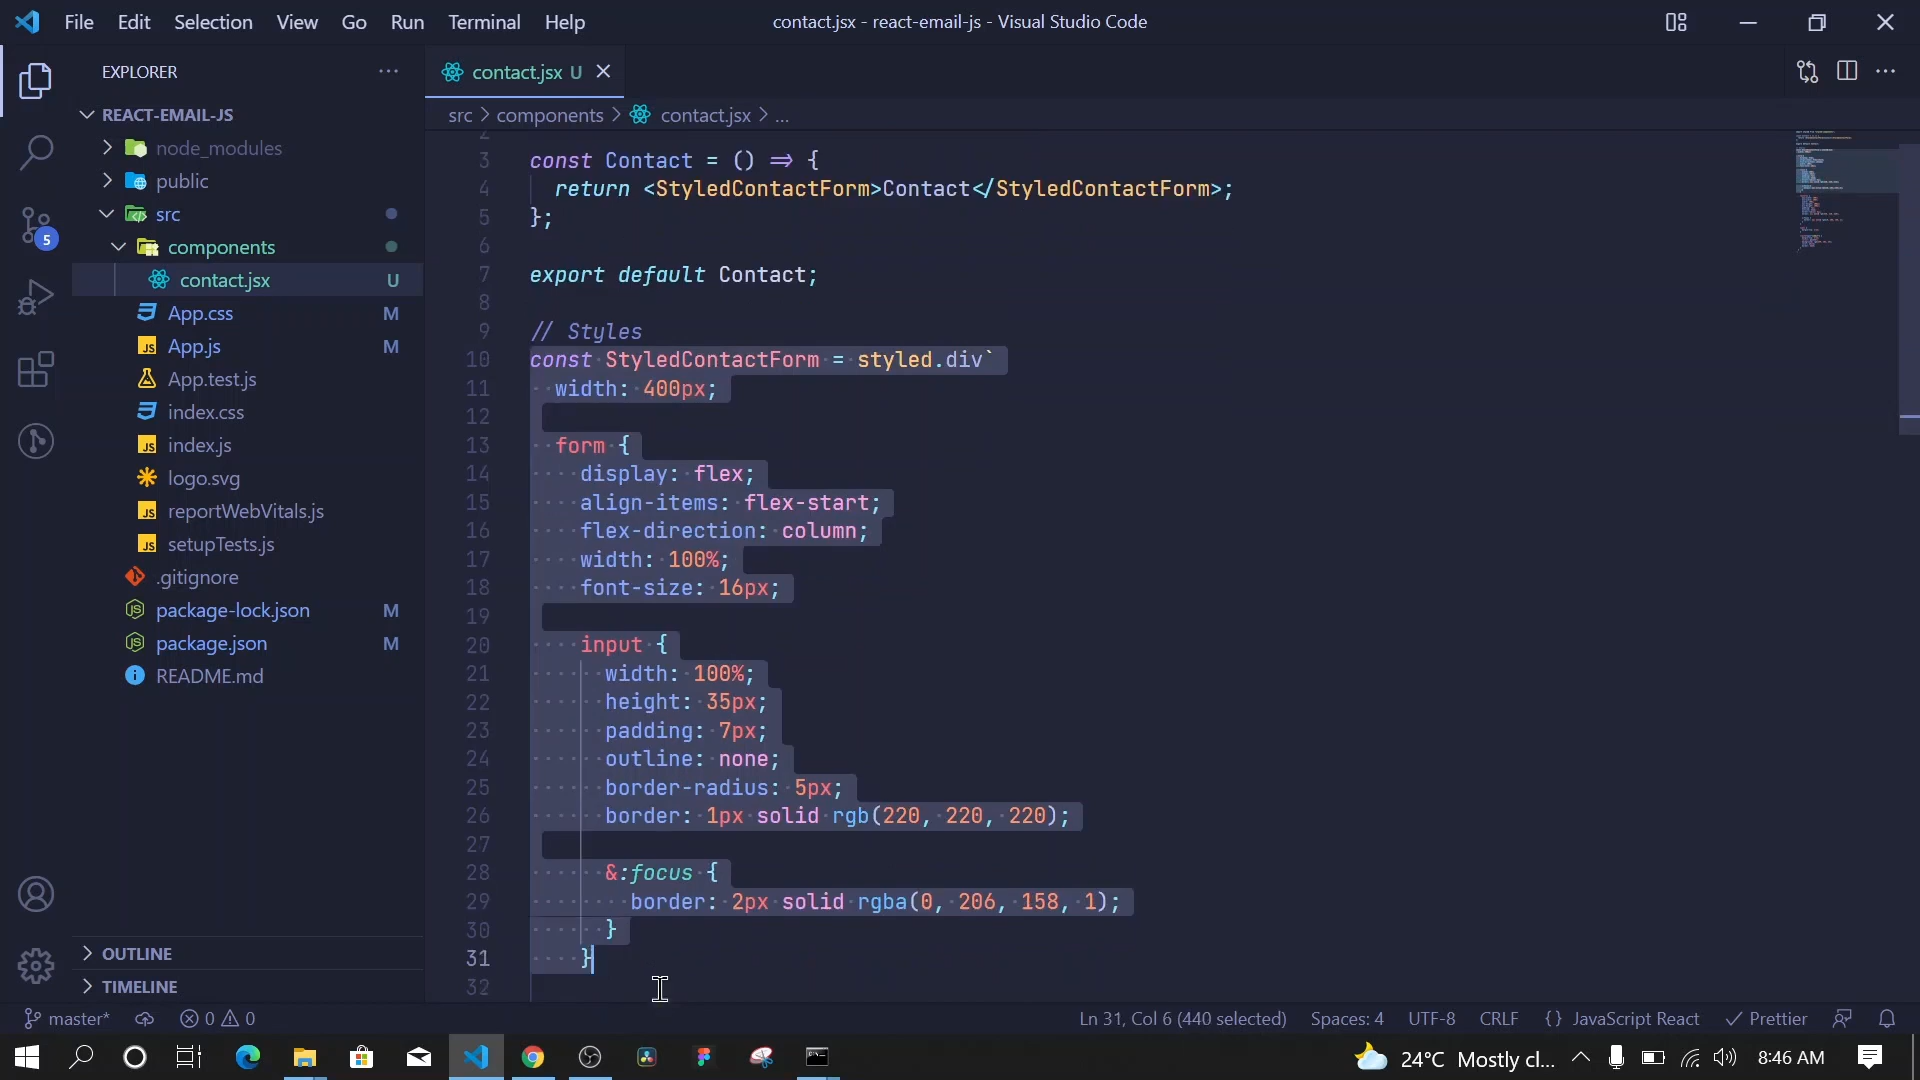 File Edit Selection View Go Run Terminal Help
contact.jsx - react-email-js - Visual Studio Code
EXPLORER
REACT-EMAIL-JS
node_modules
public
src
components
contact.jsx U
App.css M
App.js M
App.test.js
index.css
index.js
logo.svg
reportWebVitals.js
setupTests.js
.gitignore
package-lock.json M
package.json M
README.md
OUTLINE
TIMELINE
5
contact.jsx U
src > components > contact.jsx > ...
2
3 const Contact = () => {
4 return <StyledContactForm>Contact</StyledContactForm>;
5 };
6
7 export default Contact;
8
9 // Styles
10 const StyledContactForm = styled.div`
11 width: 400px;
12
13 form {
14 display: flex;
15 align-items: flex-start;
16 flex-direction: column;
17 width: 100%;
18 font-size: 16px;
19
20 input {
21 width: 100%;
22 height: 35px;
23 padding: 7px;
24 outline: none;
25 border-radius: 5px;
26 border: 1px solid rgb(220, 220, 220);
27
28 &:focus {
29 border: 2px solid rgba(0, 206, 158, 1);
30 }
31 }
32
master* 0 0 Ln 31, Col 6 (440 selected) Spaces: 4 UTF-8 CRLF {} JavaScript React Prettier
24°C Mostly cl... 8:46 AM